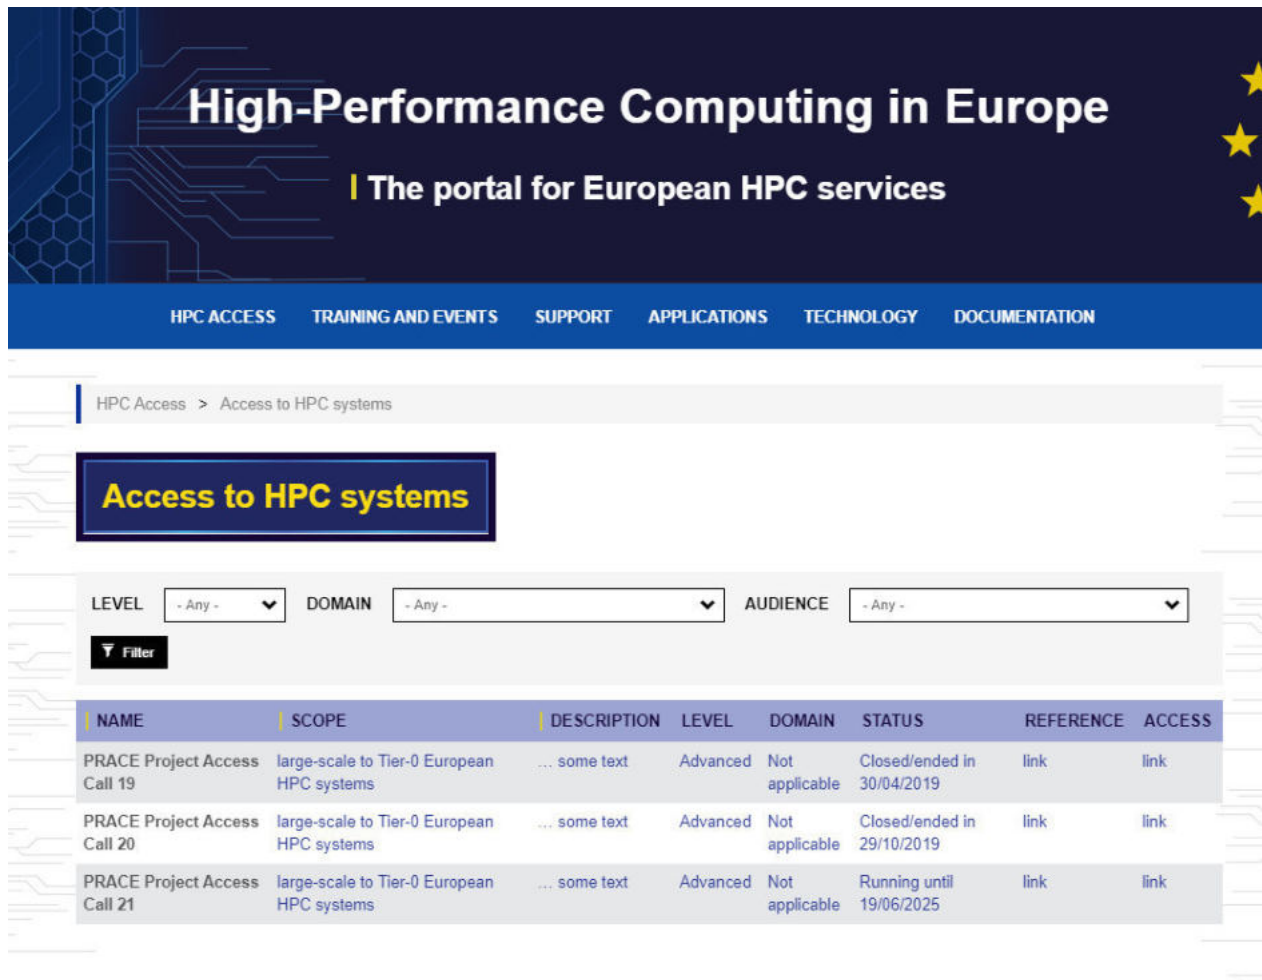 High-Performance Computing in Europe
The portal for European HPC services
HPC ACCESS TRAINING AND EVENTS SUPPORT APPLICATIONS TECHNOLOGY DOCUMENTATION
HPC Access > Access to HPC systems
Access to HPC systems
LEVEL - Any - DOMAIN - Any - AUDIENCE - Any -
Filter
NAME SCOPE DESCRIPTION LEVEL DOMAIN STATUS REFERENCE ACCESS
PRACE Project Access large-scale to Tier-0 European ... some text Advanced Not Closed/ended in link link
Call 19 HPC systems applicable 30/04/2019
PRACE Project Access large-scale to Tier-0 European ... some text Advanced Not Closed/ended in link link
Call 20 HPC systems applicable 29/10/2019
PRACE Project Access large-scale to Tier-0 European ... some text Advanced Not Running until link link
Call 21 HPC systems applicable 19/06/2025